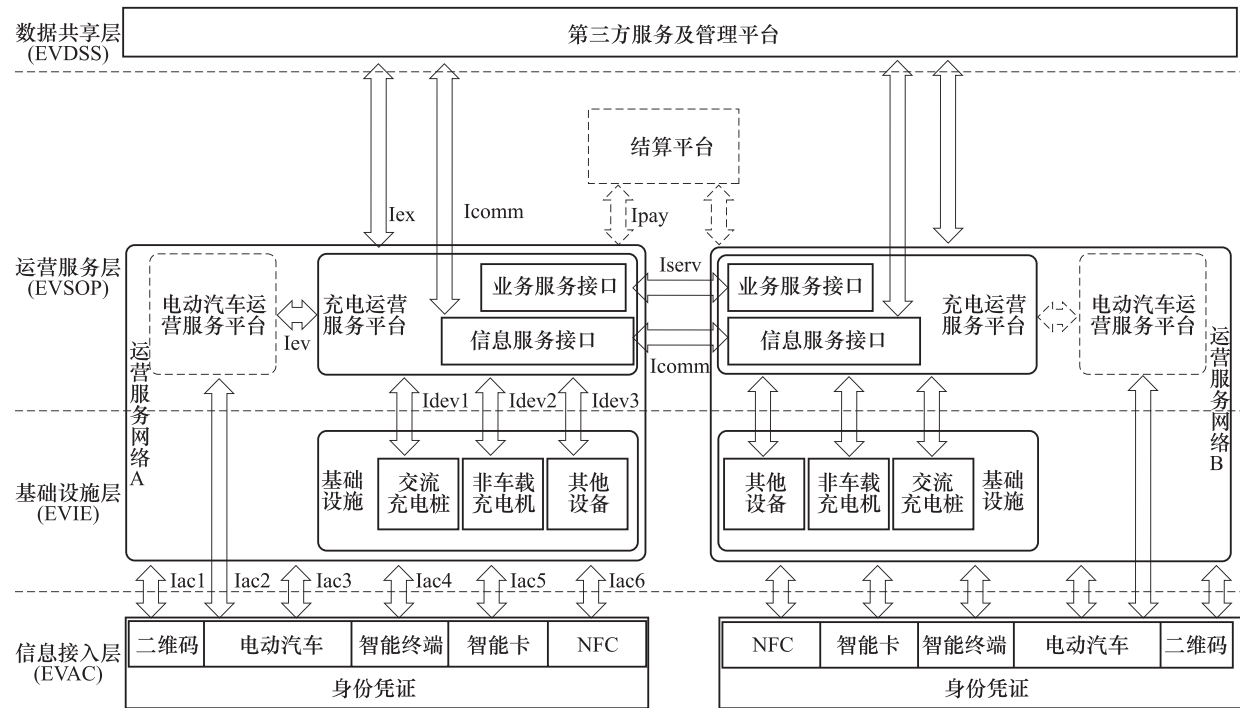 数据共享层
(EVDSS)
第三方服务及管理平台
结算平台
Iex
Icomm
Ipay
运营服务层
(EVSOP)
电动汽车运
营服务平台
Iev
充电运营
服务平台
业务服务接口
信息服务接口
Iserv
Icomm
业务服务接口
信息服务接口
充电运营
服务平台
电动汽车运
营服务平台
运营服务网络A
运营服务网络B
Idev1
Idev2
Idev3
基础设施层
(EVIE)
基础
设施
交流
充电桩
非车载
充电机
其他
设备
其他
设备
非车载
充电机
交流
充电桩
基础
设施
Iac1
Iac2
Iac3
Iac4
Iac5
Iac6
信息接入层
(EVAC)
二维码
电动汽车
智能终端
智能卡
NFC
身份凭证
NFC
智能卡
智能终端
电动汽车
二维码
身份凭证